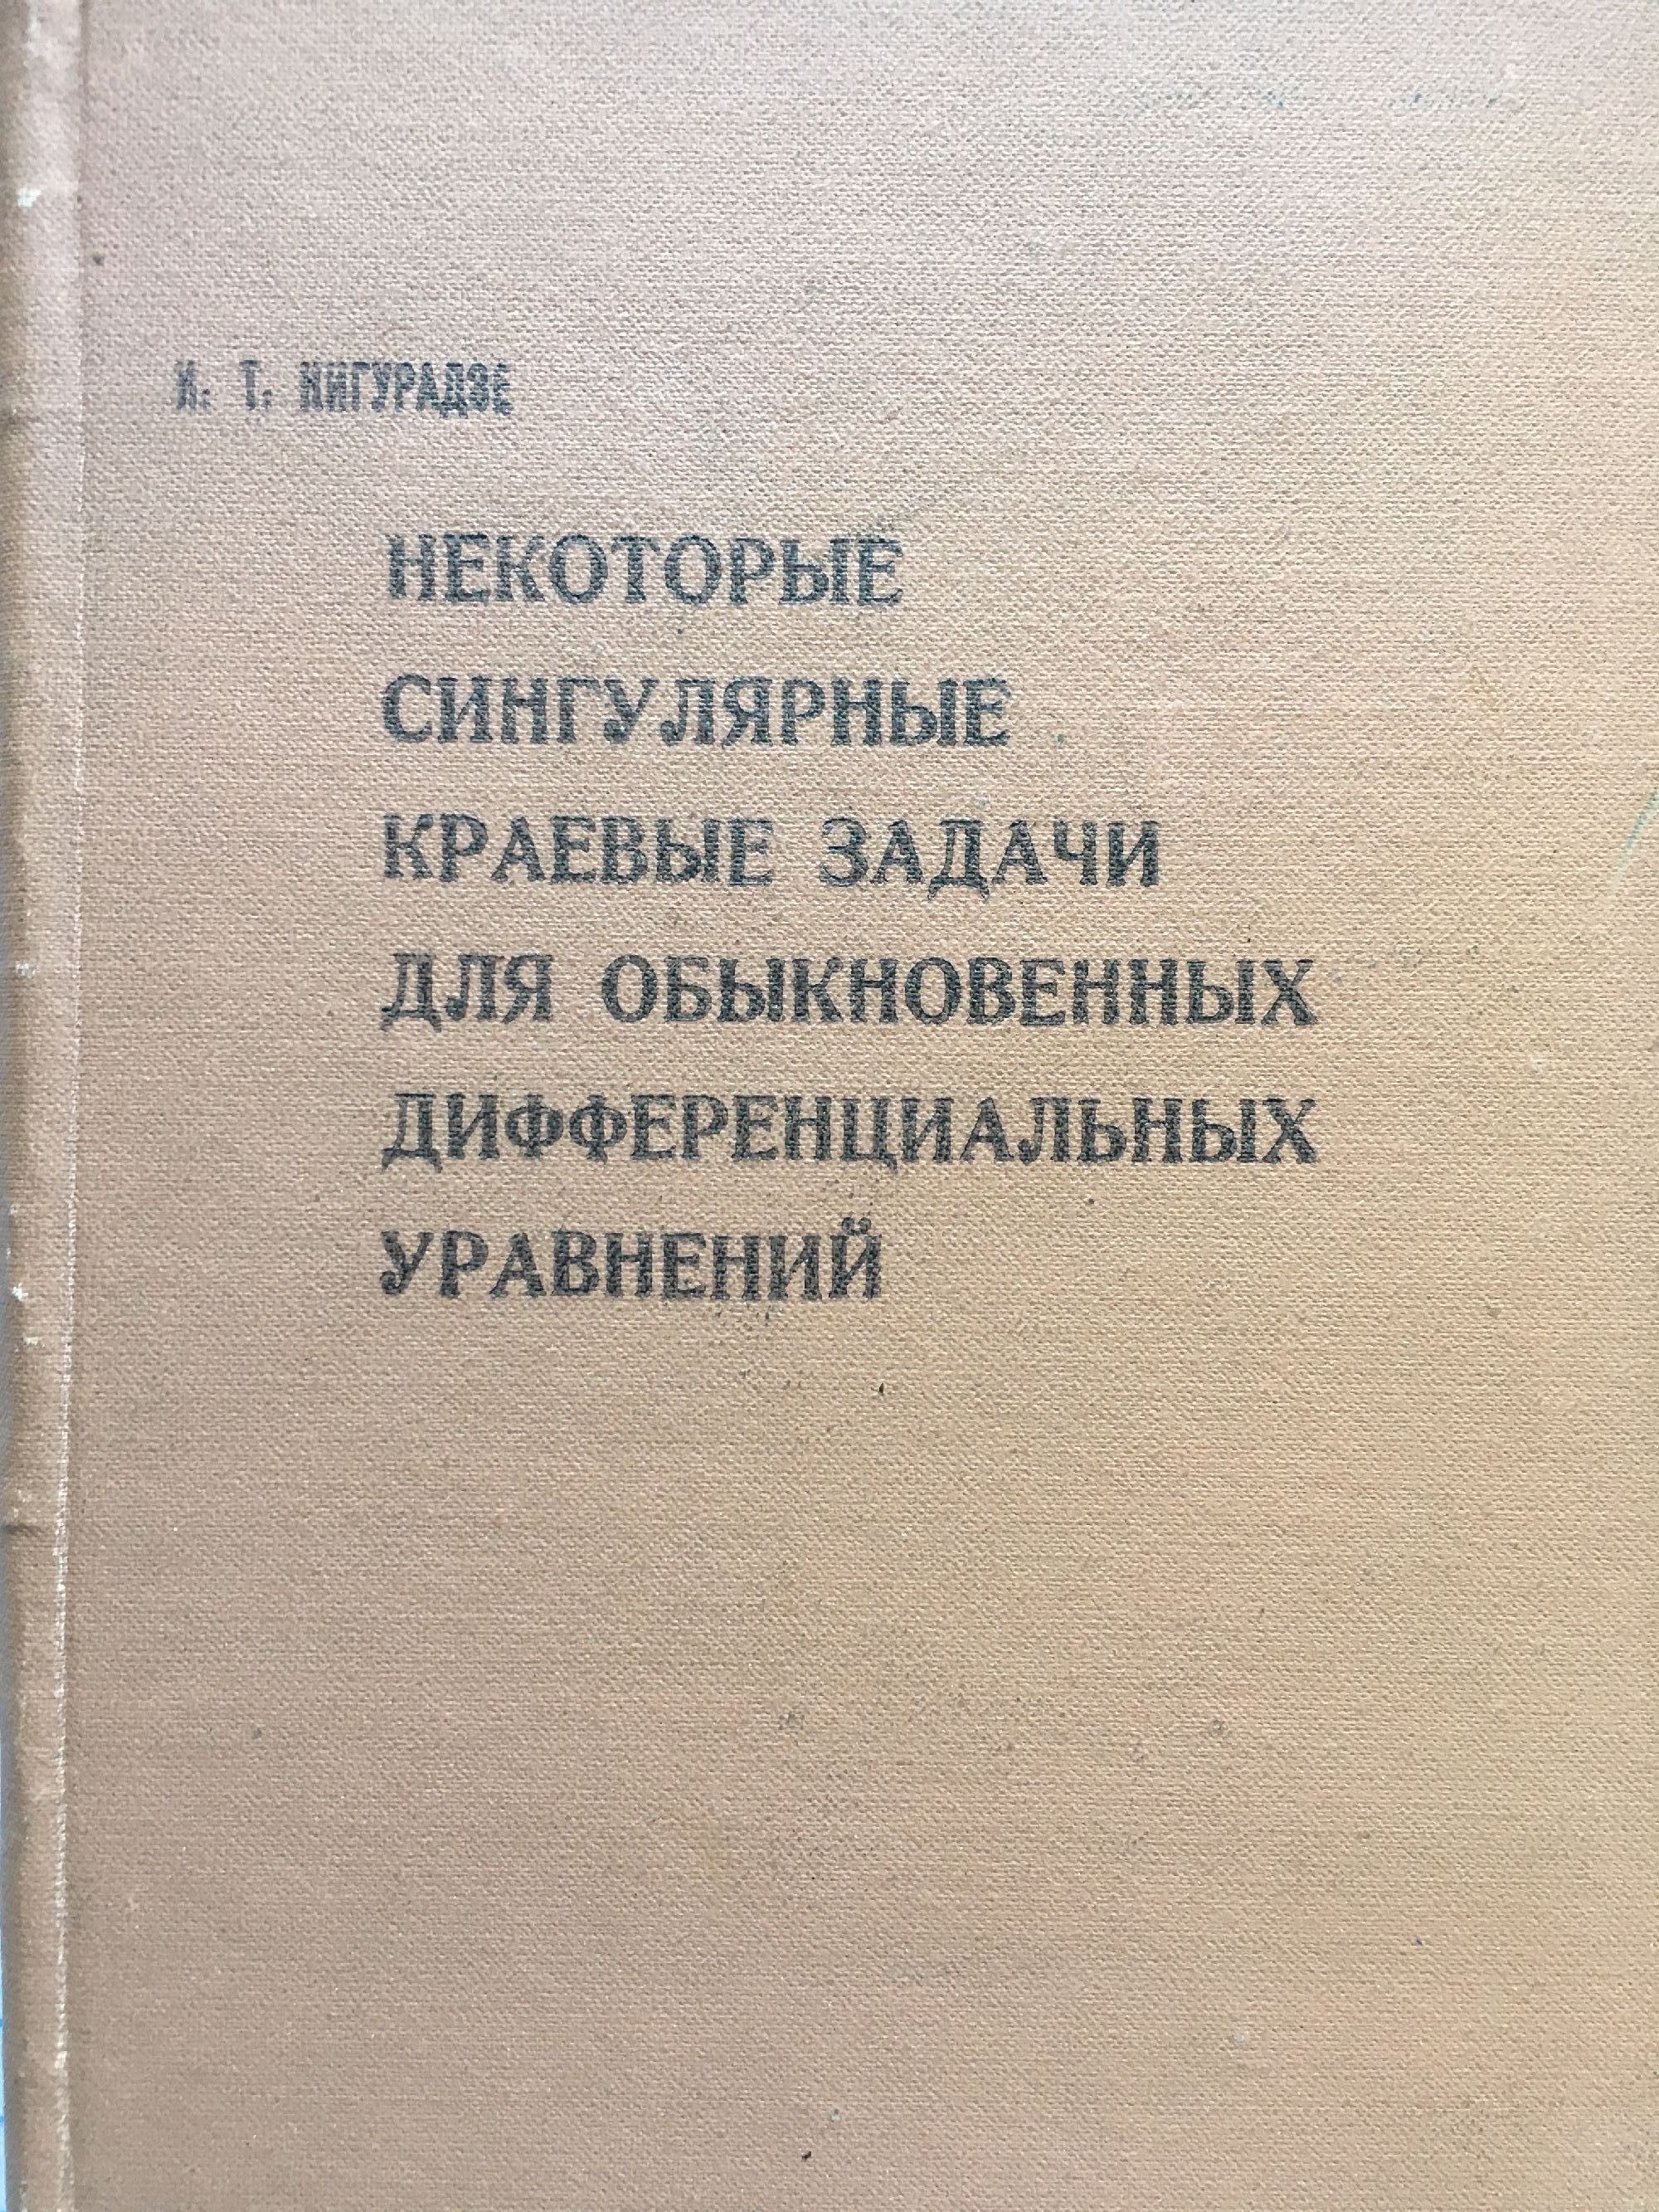 И. Т. КИГУРАДЗЕ
НЕКОТОРЫЕ
СИНГУЛЯРНЫЕ
КРАЕВЫЕ ЗАДАЧИ
ДЛЯ ОБЫКНОВЕННЫХ
ДИФФЕРЕНЦИАЛЬНЫХ
УРАВНЕНИЙ